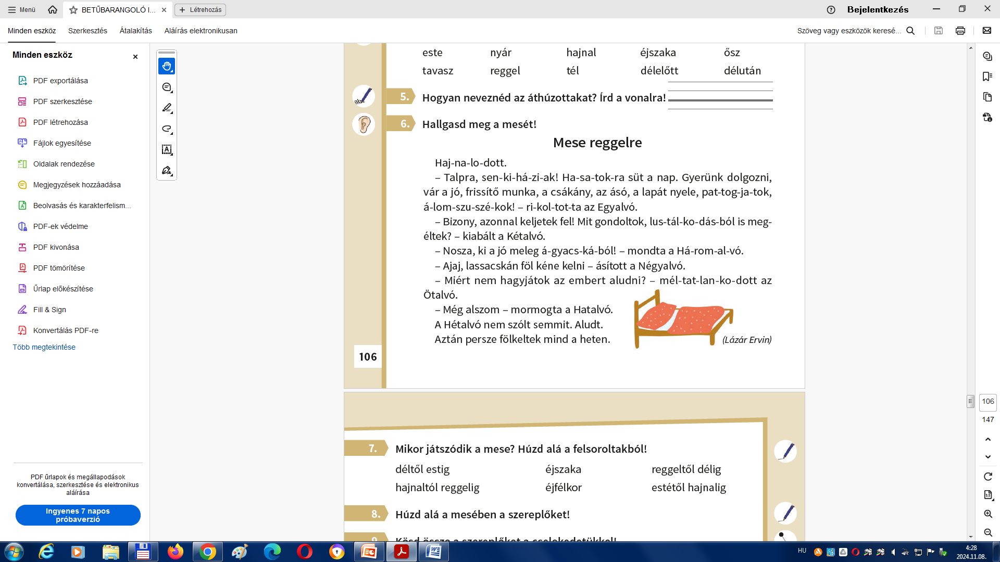 Menü
BETŰBARANGOLÓ I...
Létrehozás
Bejelentkezés
Minden eszköz
Szerkesztés
Átalakítás
Aláírás elektronikusan
Szöveg vagy eszközök keresé...
Minden eszköz
PDF exportálása
PDF szerkesztése
PDF létrehozása
Fájlok egyesítése
Oldalak rendezése
Megjegyzések hozzáadása
Beolvasás és karakterfelism...
PDF-ek védelme
PDF kivonása
PDF tömörítése
Űrlap előkészítése
Fill & Sign
Konvertálás PDF-re
Több megtekintése
PDF űrlapok és megállapodások
konvertálása, szerkesztése és elektronikus
aláírása
Ingyenes 7 napos
próbaverzió
este nyár hajnal éjszaka ősz
tavasz reggel tél délelőtt délután
abc
5. Hogyan neveznéd az áthúzottakat? Írd a vonalra!
6. Hallgasd meg a mesét!
Mese reggelre
Haj-na-lo-dott.
– Talpra, sen-ki-há-zi-ak! Ha-sa-tok-ra süt a nap. Gyerünk dolgozni,
vár a jó, frissítő munka, a csákány, az ásó, a lapát nyele, pat-tog-ja-tok,
á-lom-szu-szé-kok! – ri-kol-tot-ta az Egyalvó.
– Bizony, azonnal keljetek fel! Mit gondoltok, lus-tál-ko-dás-ból is meg-
éltek? – kiabált a Kétalvó.
– Nosza, ki a jó meleg á-gyacs-ká-ból! – mondta a Há-rom-al-vó.
– Ajaj, lassacskán föl kéne kelni – ásított a Négyalvó.
– Miért nem hagyjátok az embert aludni? – mél-tat-lan-ko-dott az
Ötalvó.
– Még alszom – mormogta a Hatalvó.
A Hétalvó nem szólt semmit. Aludt.
Aztán persze fölkeltek mind a heten.
(Lázár Ervin)
106
7. Mikor játszódik a mese? Húzd alá a felsoroltakból!
déltől estig éjszaka reggeltől délig
hajnaltól reggelig éjfélkor estétől hajnalig
8. Húzd alá a mesében a szereplőket!
9. Kösd össze a szereplőket a cselekedetükkel!
106
147
HU
4:28
2024.11.08.